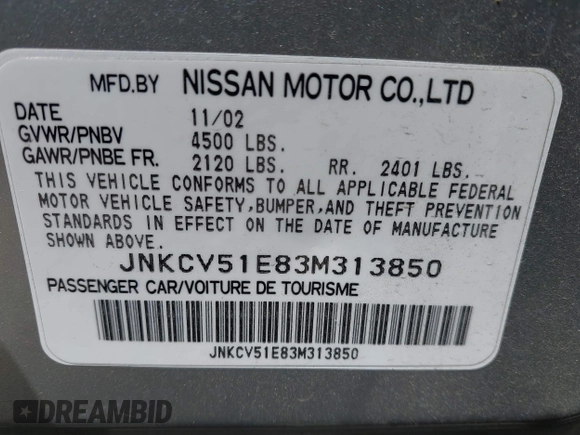 MFD.BY NISSAN MOTOR CO.,LTD
DATE 11/02
GVWR/PNBV 4500 LBS.
GAWR/PNBE FR. 2120 LBS. RR. 2401 LBS.
THIS VEHICLE CONFORMS TO ALL APPLICABLE FEDERAL
MOTOR VEHICLE SAFETY,BUMPER,AND THEFT PREVENTION
STANDARDS IN EFFECT ON THE DATE OF MANUFACTURE
SHOWN ABOVE.
JNKCV51E83M313850
PASSENGER CAR/VOITURE DE TOURISME
JNKCV51E83M313850
DREAMBID